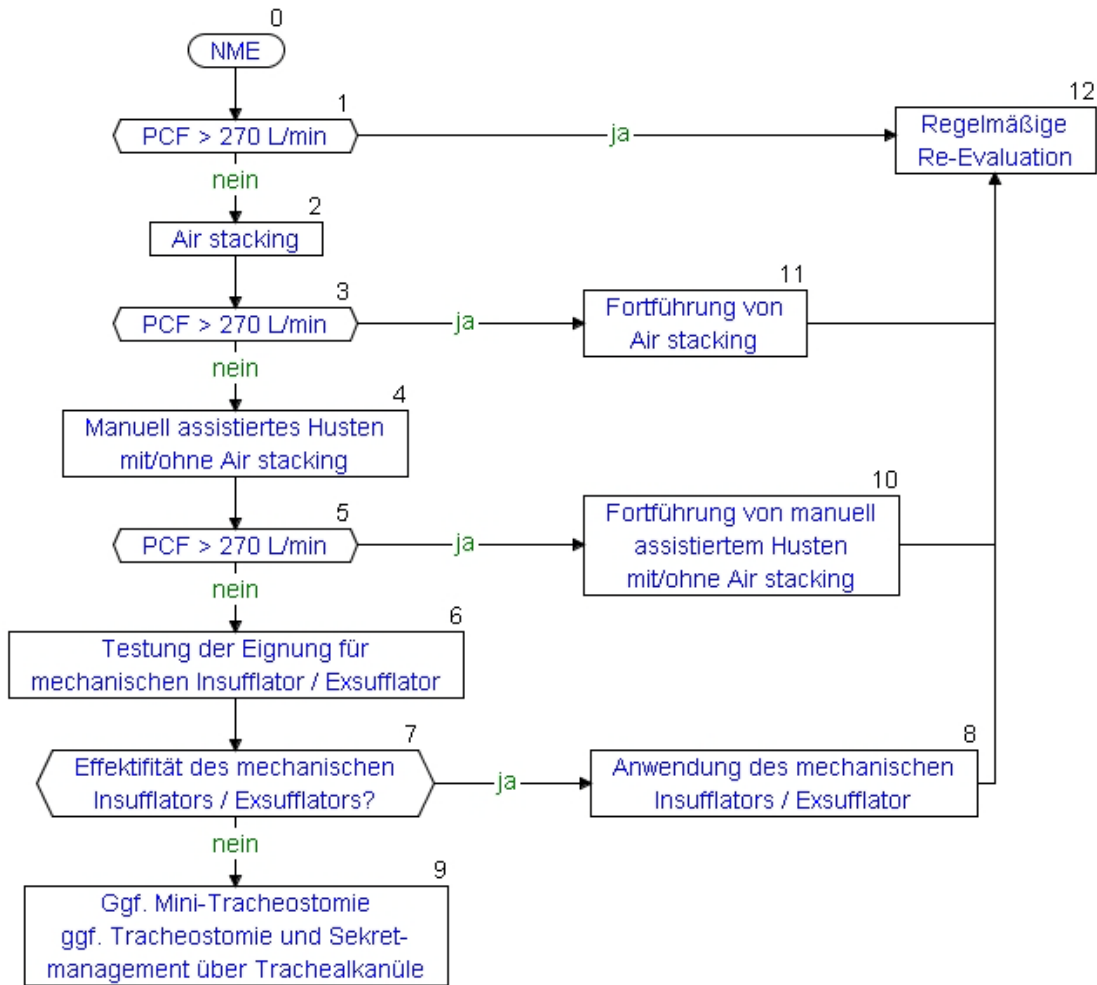 0
NME
1
PCF > 270 L/min
ja
12
Regelmäßige
Re-Evaluation
nein
2
Air stacking
3
PCF > 270 L/min
ja
11
Fortführung von
Air stacking
nein
4
Manuell assistiertes Husten
mit/ohne Air stacking
5
PCF > 270 L/min
ja
10
Fortführung von manuell
assistiertem Husten
mit/ohne Air stacking
nein
6
Testung der Eignung für
mechanischen Insufflator / Exsufflator
7
Effektifität des mechanischen
Insufflators / Exsufflators?
ja
8
Anwendung des mechanischen
Insufflators / Exsufflator
nein
9
Ggf. Mini-Tracheostomie
ggf. Tracheostomie und Sekret-
management über Trachealkanüle